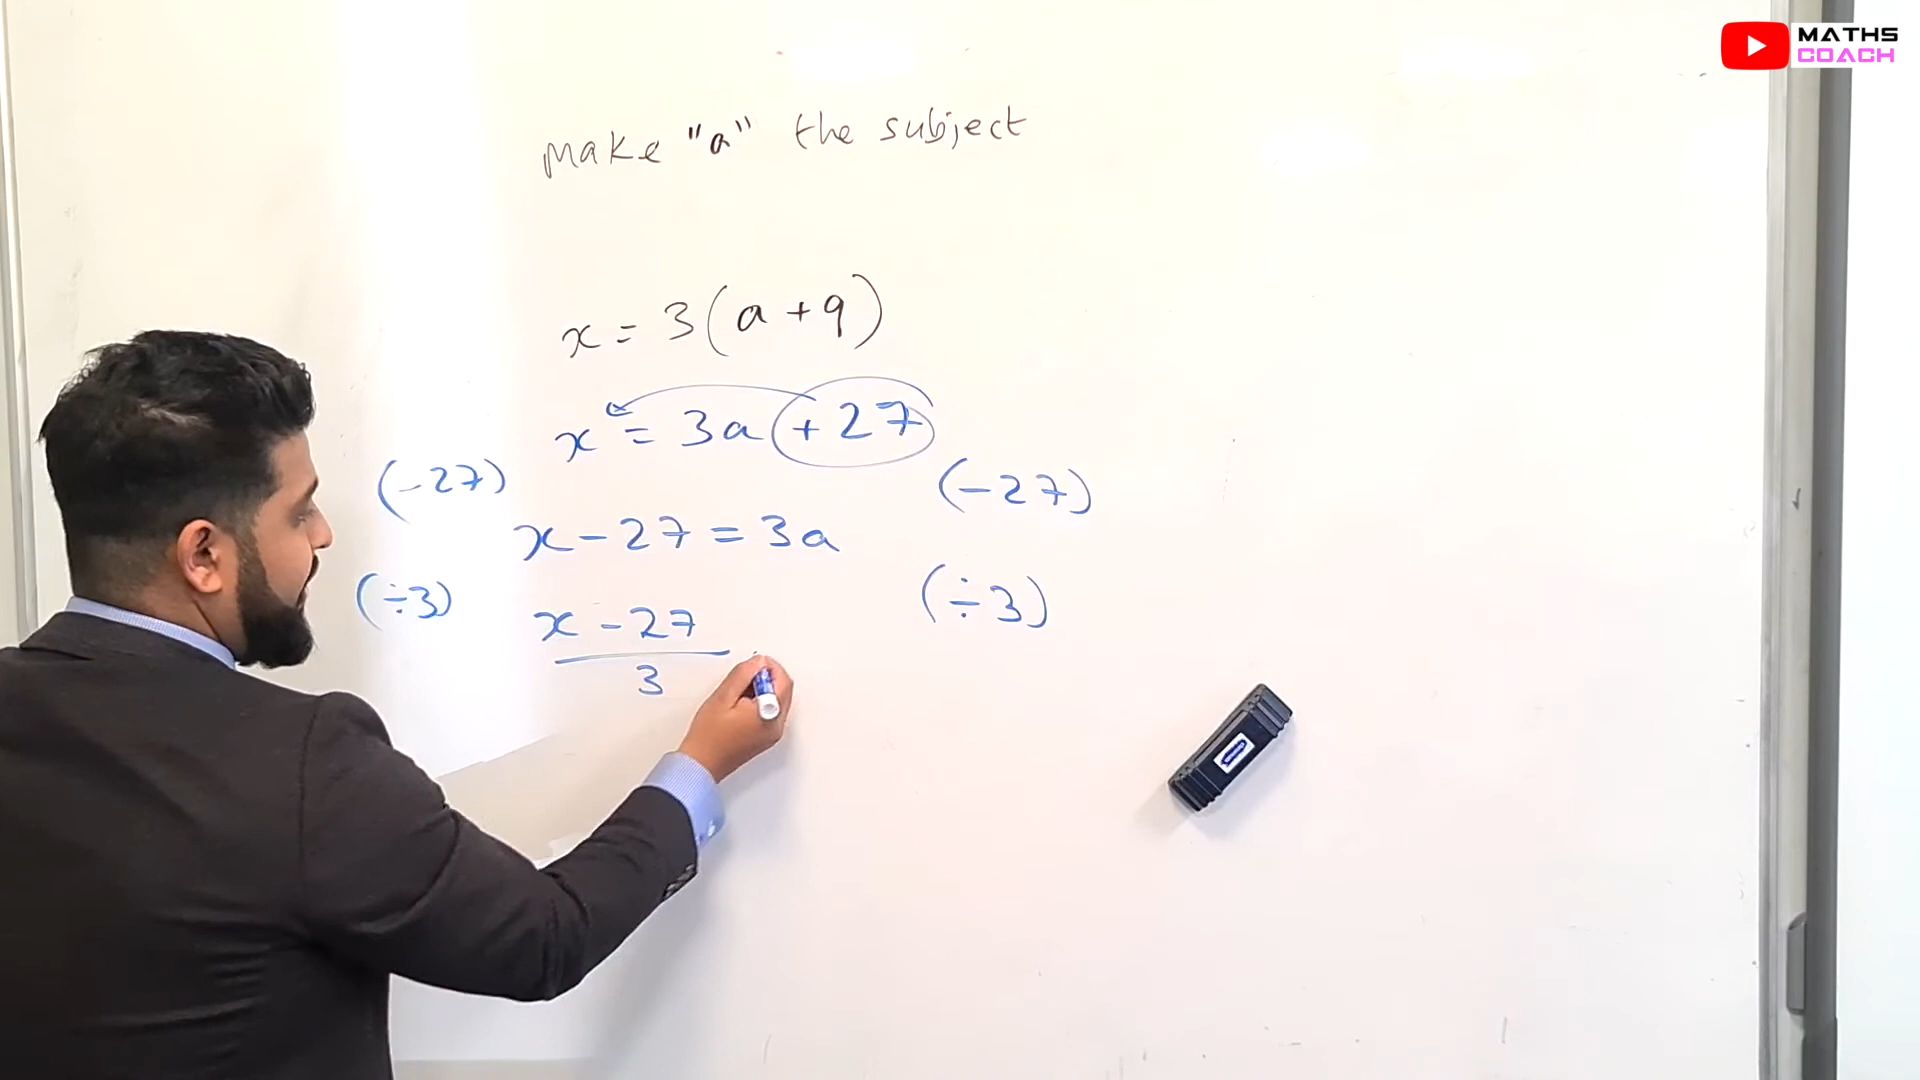 MATHS
COACH
make "a" the subject
x = 3(a+9)
x = 3a + 27
(-27) (-27)
x - 27 = 3a
(÷3) (÷3)
x - 27
3